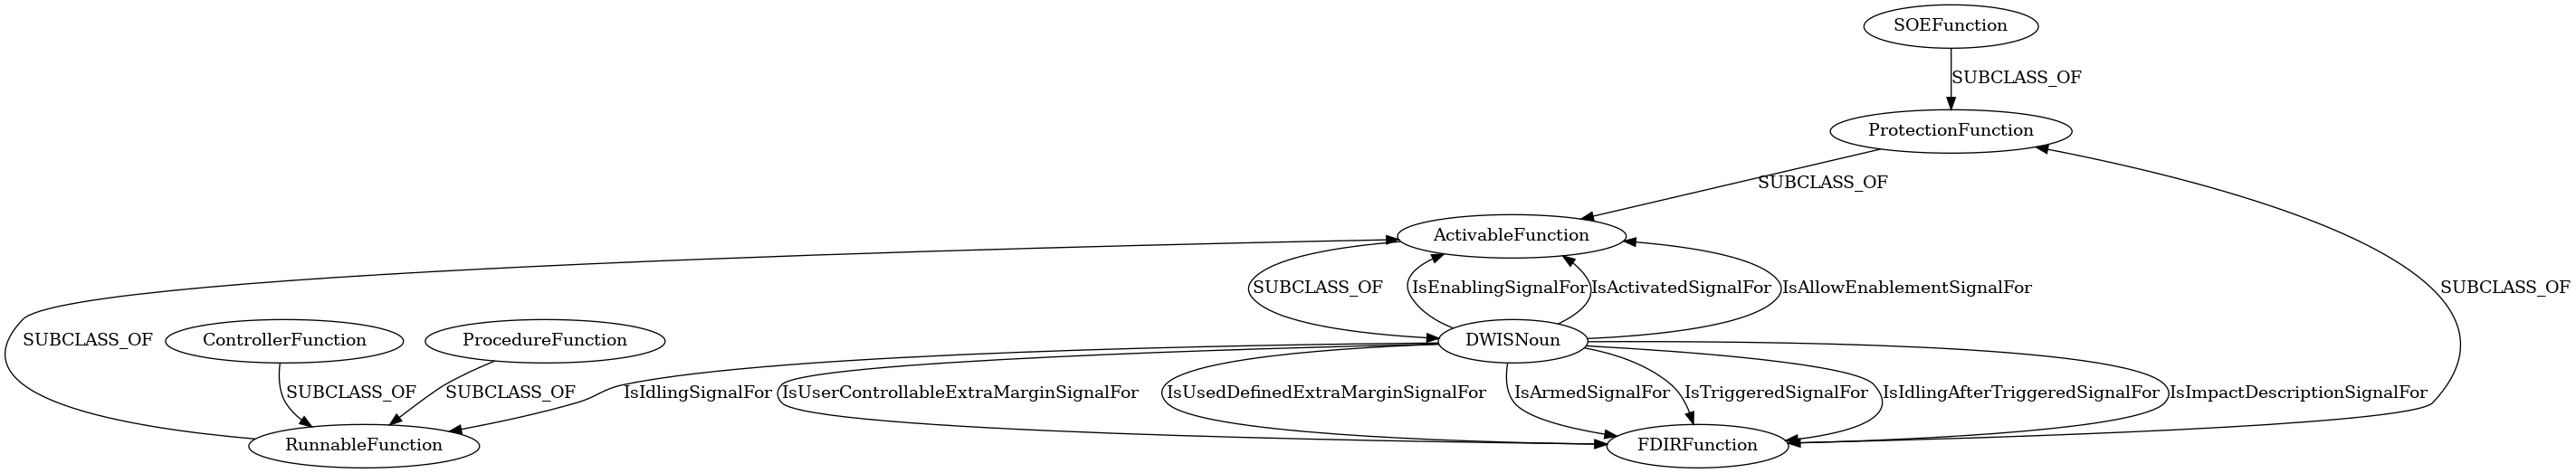 SOEFunction
SUBCLASS_OF
ProtectionFunction
SUBCLASS_OF
ActivableFunction
SUBCLASS_OF
IsEnablingSignalFor
IsActivatedSignalFor
IsAllowEnablementSignalFor
SUBCLASS_OF
SUBCLASS_OF
ControllerFunction
ProcedureFunction
DWISNoun
SUBCLASS_OF
SUBCLASS_OF
IsIdlingSignalFor
IsUserControllableExtraMarginSignalFor
IsUsedDefinedExtraMarginSignalFor
IsArmedSignalFor
IsTriggeredSignalFor
IsIdlingAfterTriggeredSignalFor
IsImpactDescriptionSignalFor
RunnableFunction
FDIRFunction